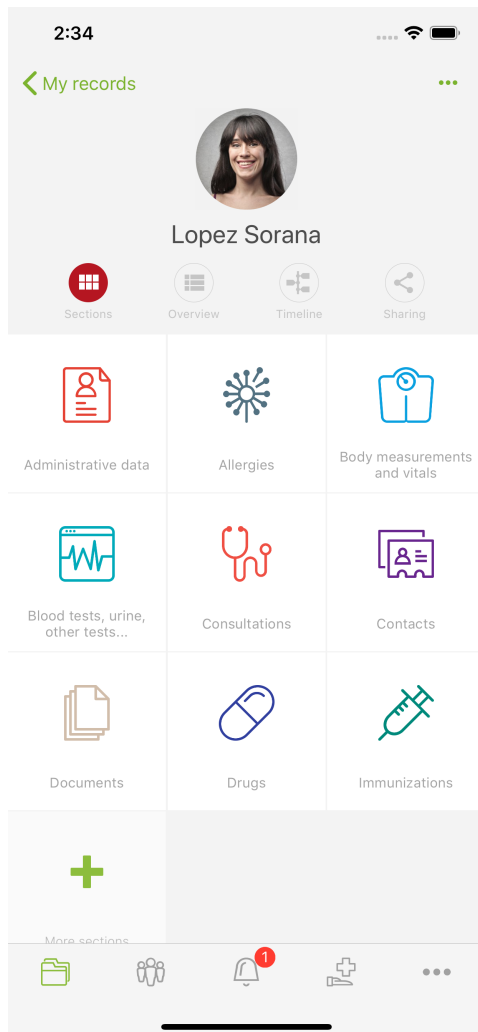 2:34
My records
Lopez Sorana
Sections
Overview
Timeline
Sharing
Administrative data
Allergies
Body measurements
and vitals
Blood tests, urine,
other tests...
Consultations
Contacts
Documents
Drugs
Immunizations
More sections
1